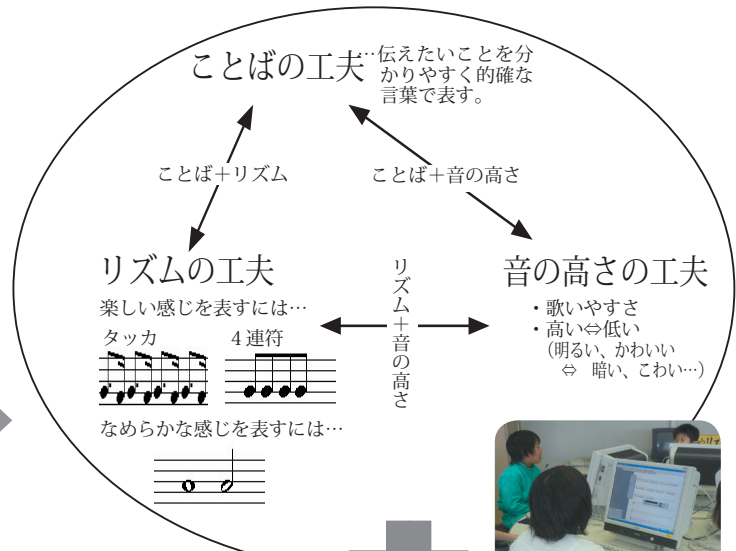 ことばの工夫…伝えたいことを分
かりやすく的確な
言葉で表す。
ことば＋リズム
ことば＋音の高さ
リズムの工夫
楽しい感じを表すには…
タッカ
４連符
なめらかな感じを表すには…
リズム＋音の高さ
音の高さの工夫
・歌いやすさ
・高い⇔低い
（明るい、かわいい
⇔　暗い、こわい…）